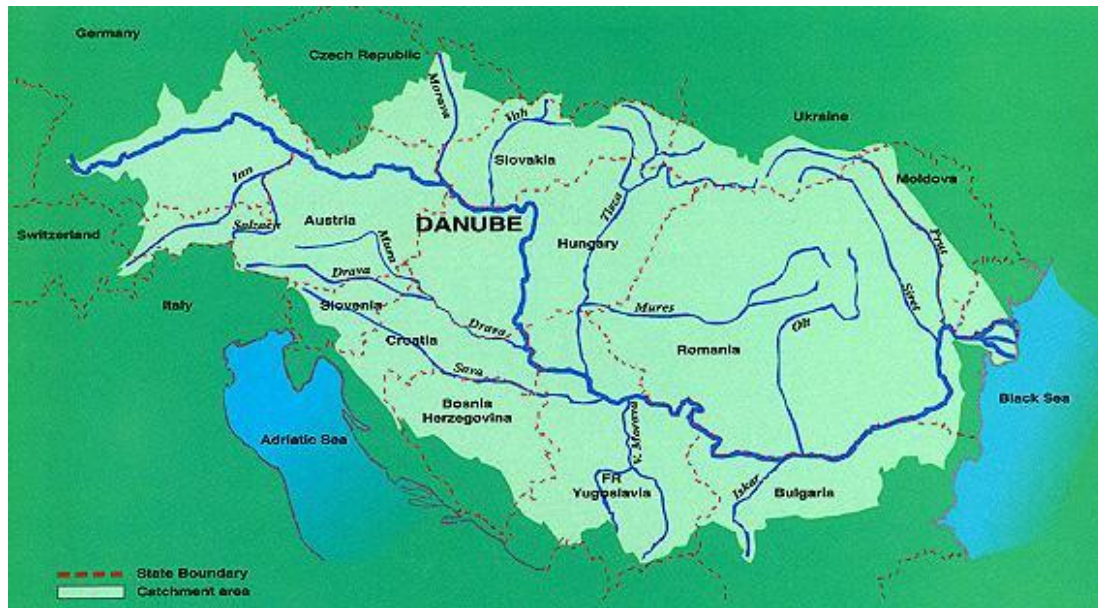 Germany
Czech Republic
Ukraine
Morava
Vah
Slovakia
Moldova
Inn
Tisza
Switzerland
Salzach
Austria
DANUBE
Hungary
Prut
Mura
Drava
Italy
Slovenia
Mures
Siret
Drava
Olt
Croatia
Romania
Sava
Black Sea
Bosnia
Herzegovina
Adriatic Sea
V. Morava
FR
Yugoslavia
Iskar
Bulgaria
State Boundary
Catchment area